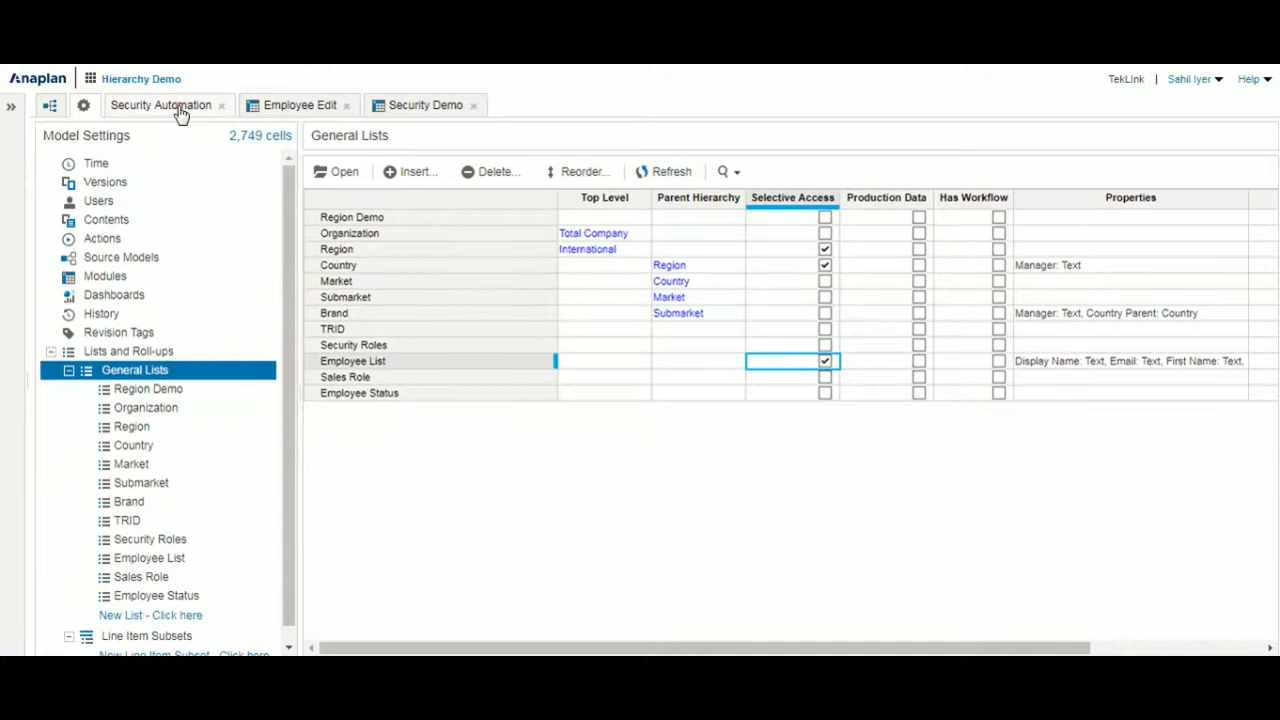 Anaplan Hierarchy Demo TekLink Sahil Iyer Help
Security Automation Employee Edit Security Demo
Model Settings 2,749 cells
Time
Versions
Users
Contents
Actions
Source Models
Modules
Dashboards
History
Revision Tags
Lists and Roll-ups
General Lists
Region Demo
Organization
Region
Country
Market
Submarket
Brand
TRID
Security Roles
Employee List
Sales Role
Employee Status
New List - Click here
Line Item Subsets
New Line Item Subset - Click here
General Lists
Open Insert... Delete... Reorder... Refresh
Top Level Parent Hierarchy Selective Access Production Data Has Workflow Properties
Region Demo
Organization Total Company
Region International
Country Region Manager: Text
Market Country
Submarket Market
Brand Submarket Manager: Text, Country Parent: Country
TRID
Security Roles
Employee List Display Name: Text, Email: Text, First Name: Text,
Sales Role
Employee Status